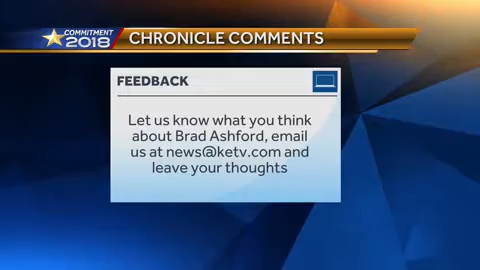 COMMITMENT
2018
CHRONICLE COMMENTS
FEEDBACK
Let us know what you think
about Brad Ashford, email
us at news@ketv.com and
leave your thoughts